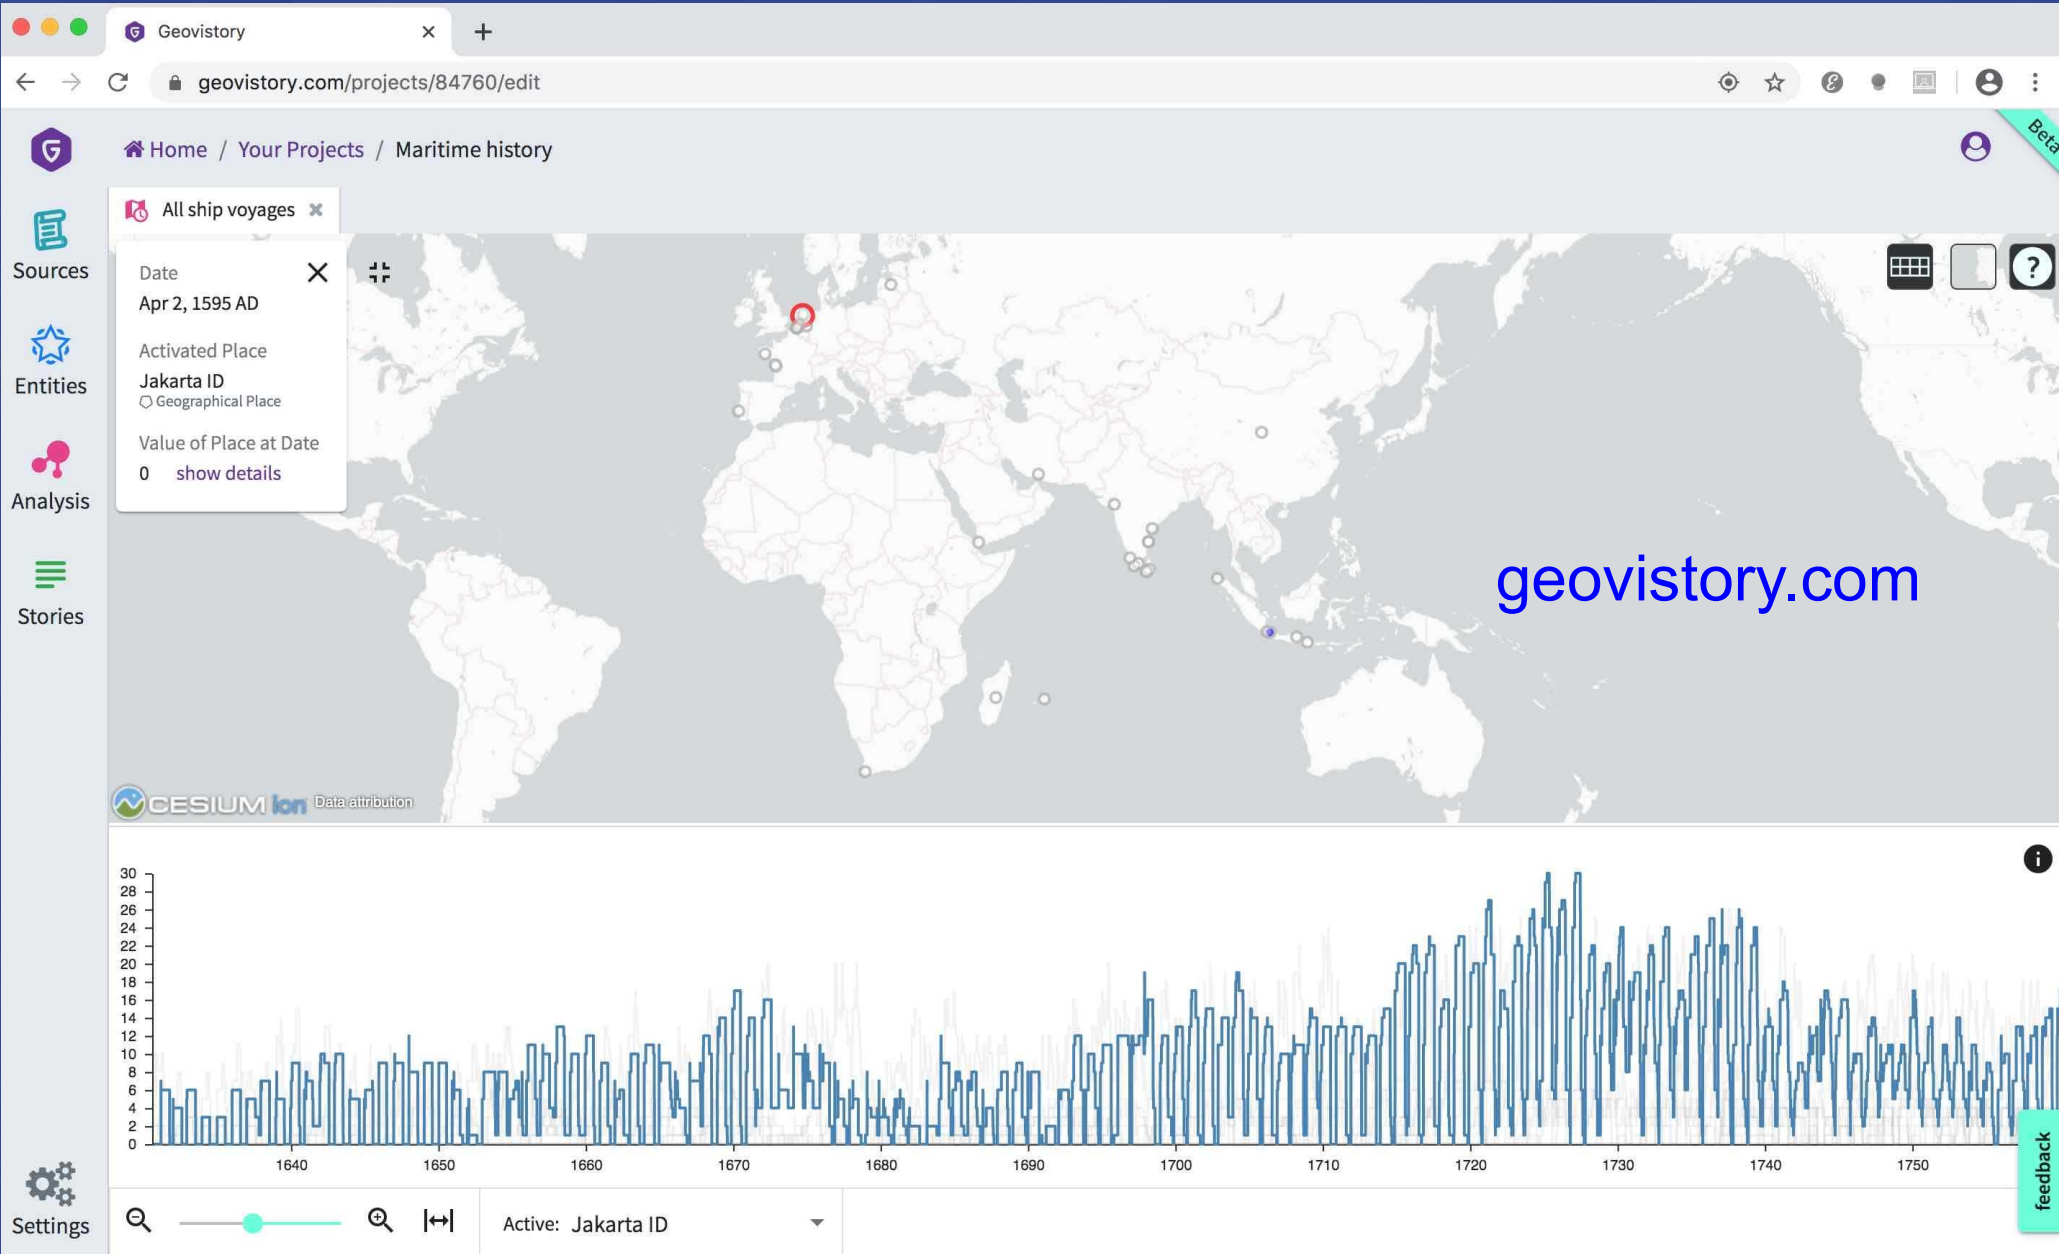 Geovistory
geovistory.com/projects/84760/edit
Beta
Home / Your Projects / Maritime history
All ship voyages
Sources
Entities
Analysis
Stories
Settings
Date
Apr 2, 1595 AD
Activated Place
Jakarta ID
Geographical Place
Value of Place at Date
0 show details
?
geovistory.com
CESIUM ion Data attribution
30
28
26
24
22
20
18
16
14
12
10
8
6
4
2
0
1640 1650 1660 1670 1680 1690 1700 1710 1720 1730 1740 1750
feedback
Active: Jakarta ID